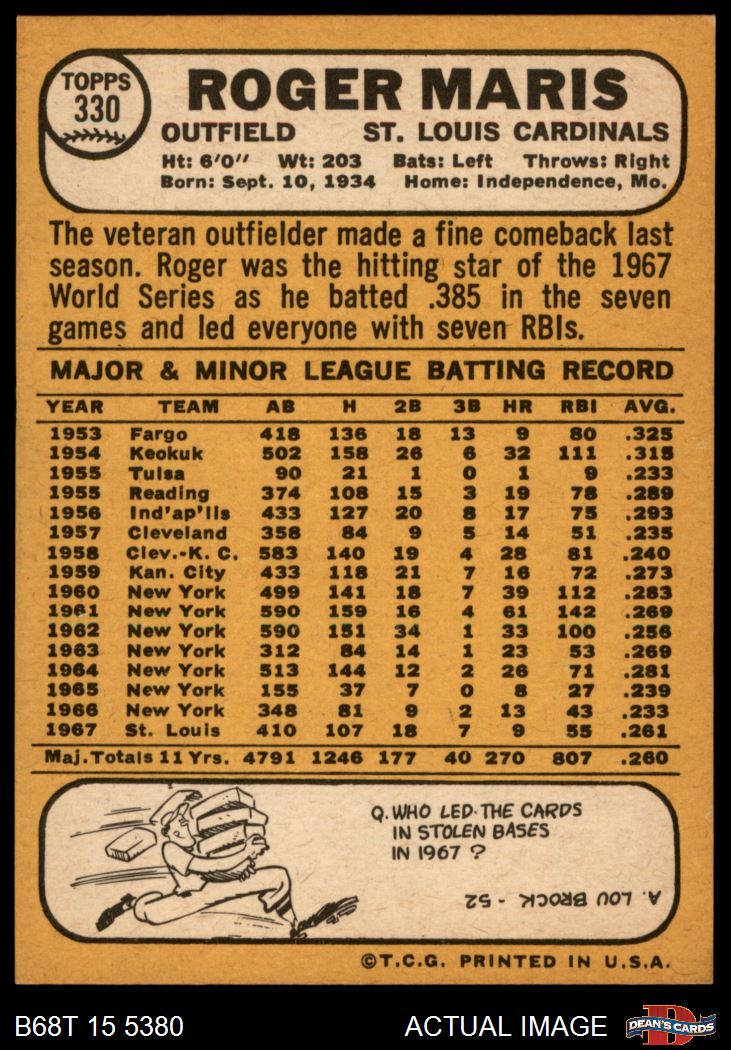 TOPPS
330
ROGER MARIS
OUTFIELD ST. LOUIS CARDINALS
Ht: 6'0" Wt: 203 Bats: Left Throws: Right
Born: Sept. 10, 1934 Home: Independence, Mo.
The veteran outfielder made a fine comeback last
season. Roger was the hitting star of the 1967
World Series as he batted .385 in the seven
games and led everyone with seven RBIs.
MAJOR & MINOR LEAGUE BATTING RECORD
YEAR TEAM AB H 2B 3B HR RBI AVG.
1953 Fargo 418 136 18 13 9 80 .325
1954 Keokuk 502 158 26 6 32 111 .315
1955 Tulsa 90 21 1 0 1 9 .233
1955 Reading 374 108 15 3 19 78 .289
1956 Ind'ap'lis 433 127 20 8 17 75 .293
1957 Cleveland 358 84 9 5 14 51 .235
1958 Clev.-K. C. 583 140 19 4 28 81 .240
1959 Kan. City 433 118 21 7 16 72 .273
1960 New York 499 141 18 7 39 112 .283
1961 New York 590 159 16 4 61 142 .269
1962 New York 590 151 34 1 33 100 .256
1963 New York 312 84 14 1 23 53 .269
1964 New York 513 144 12 2 26 71 .281
1965 New York 155 37 7 0 8 27 .239
1966 New York 348 81 9 2 13 43 .233
1967 St. Louis 410 107 18 7 9 55 .261
Maj. Totals 11 Yrs. 4791 1246 177 40 270 807 .260
Q. WHO LED THE CARDS
IN STOLEN BASES
IN 1967 ?
A. LOU BROCK - 52
©T.C.G. PRINTED IN U.S.A.
B68T 15 5380 ACTUAL IMAGE DEAN'S CARDS